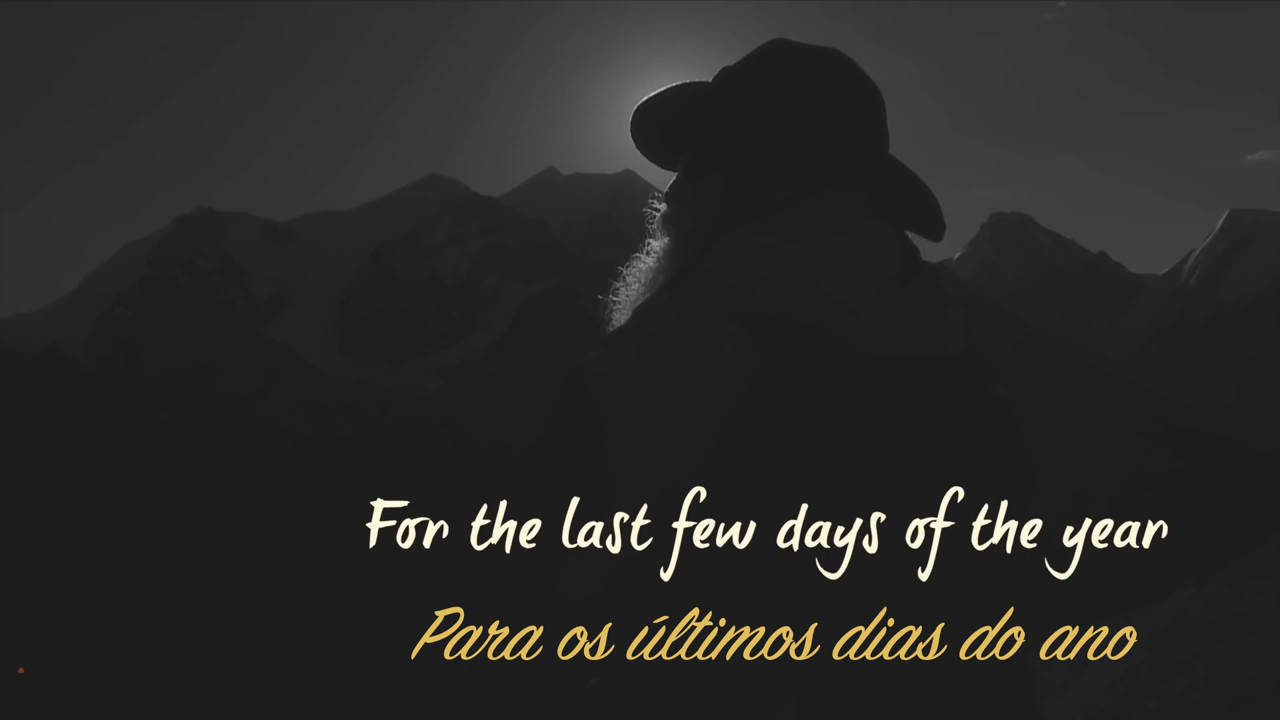 For the last few days of the year
Para os últimos dias do ano